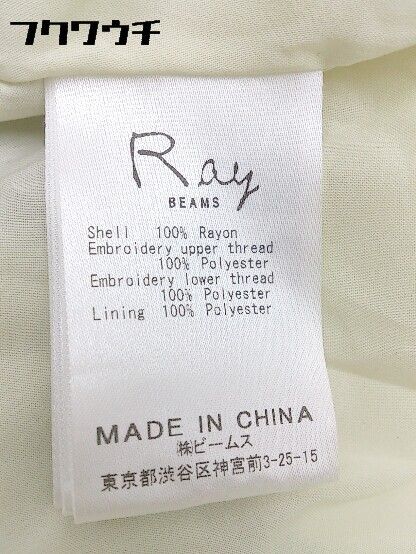 フクウウチ
Ray
BEAMS
Shell 100% Rayon
Embroidery upper thread
100% Polyester
Embroidery lower thread
100% Polyester
Lining 100% Polyester
MADE IN CHINA
㈱ビームス
東京都渋谷区神宮前3-25-15